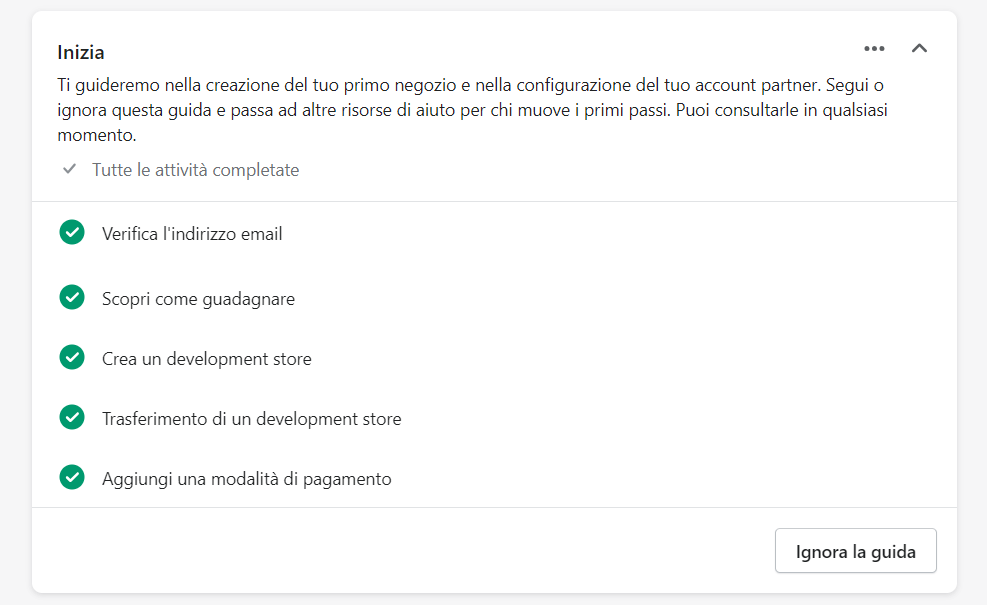 Inizia
Ti guideremo nella creazione del tuo primo negozio e nella configurazione del tuo account partner. Segui o
ignora questa guida e passa ad altre risorse di aiuto per chi muove i primi passi. Puoi consultarle in qualsiasi
momento.
Tutte le attività completate
Verifica l'indirizzo email
Scopri come guadagnare
Crea un development store
Trasferimento di un development store
Aggiungi una modalità di pagamento
Ignora la guida